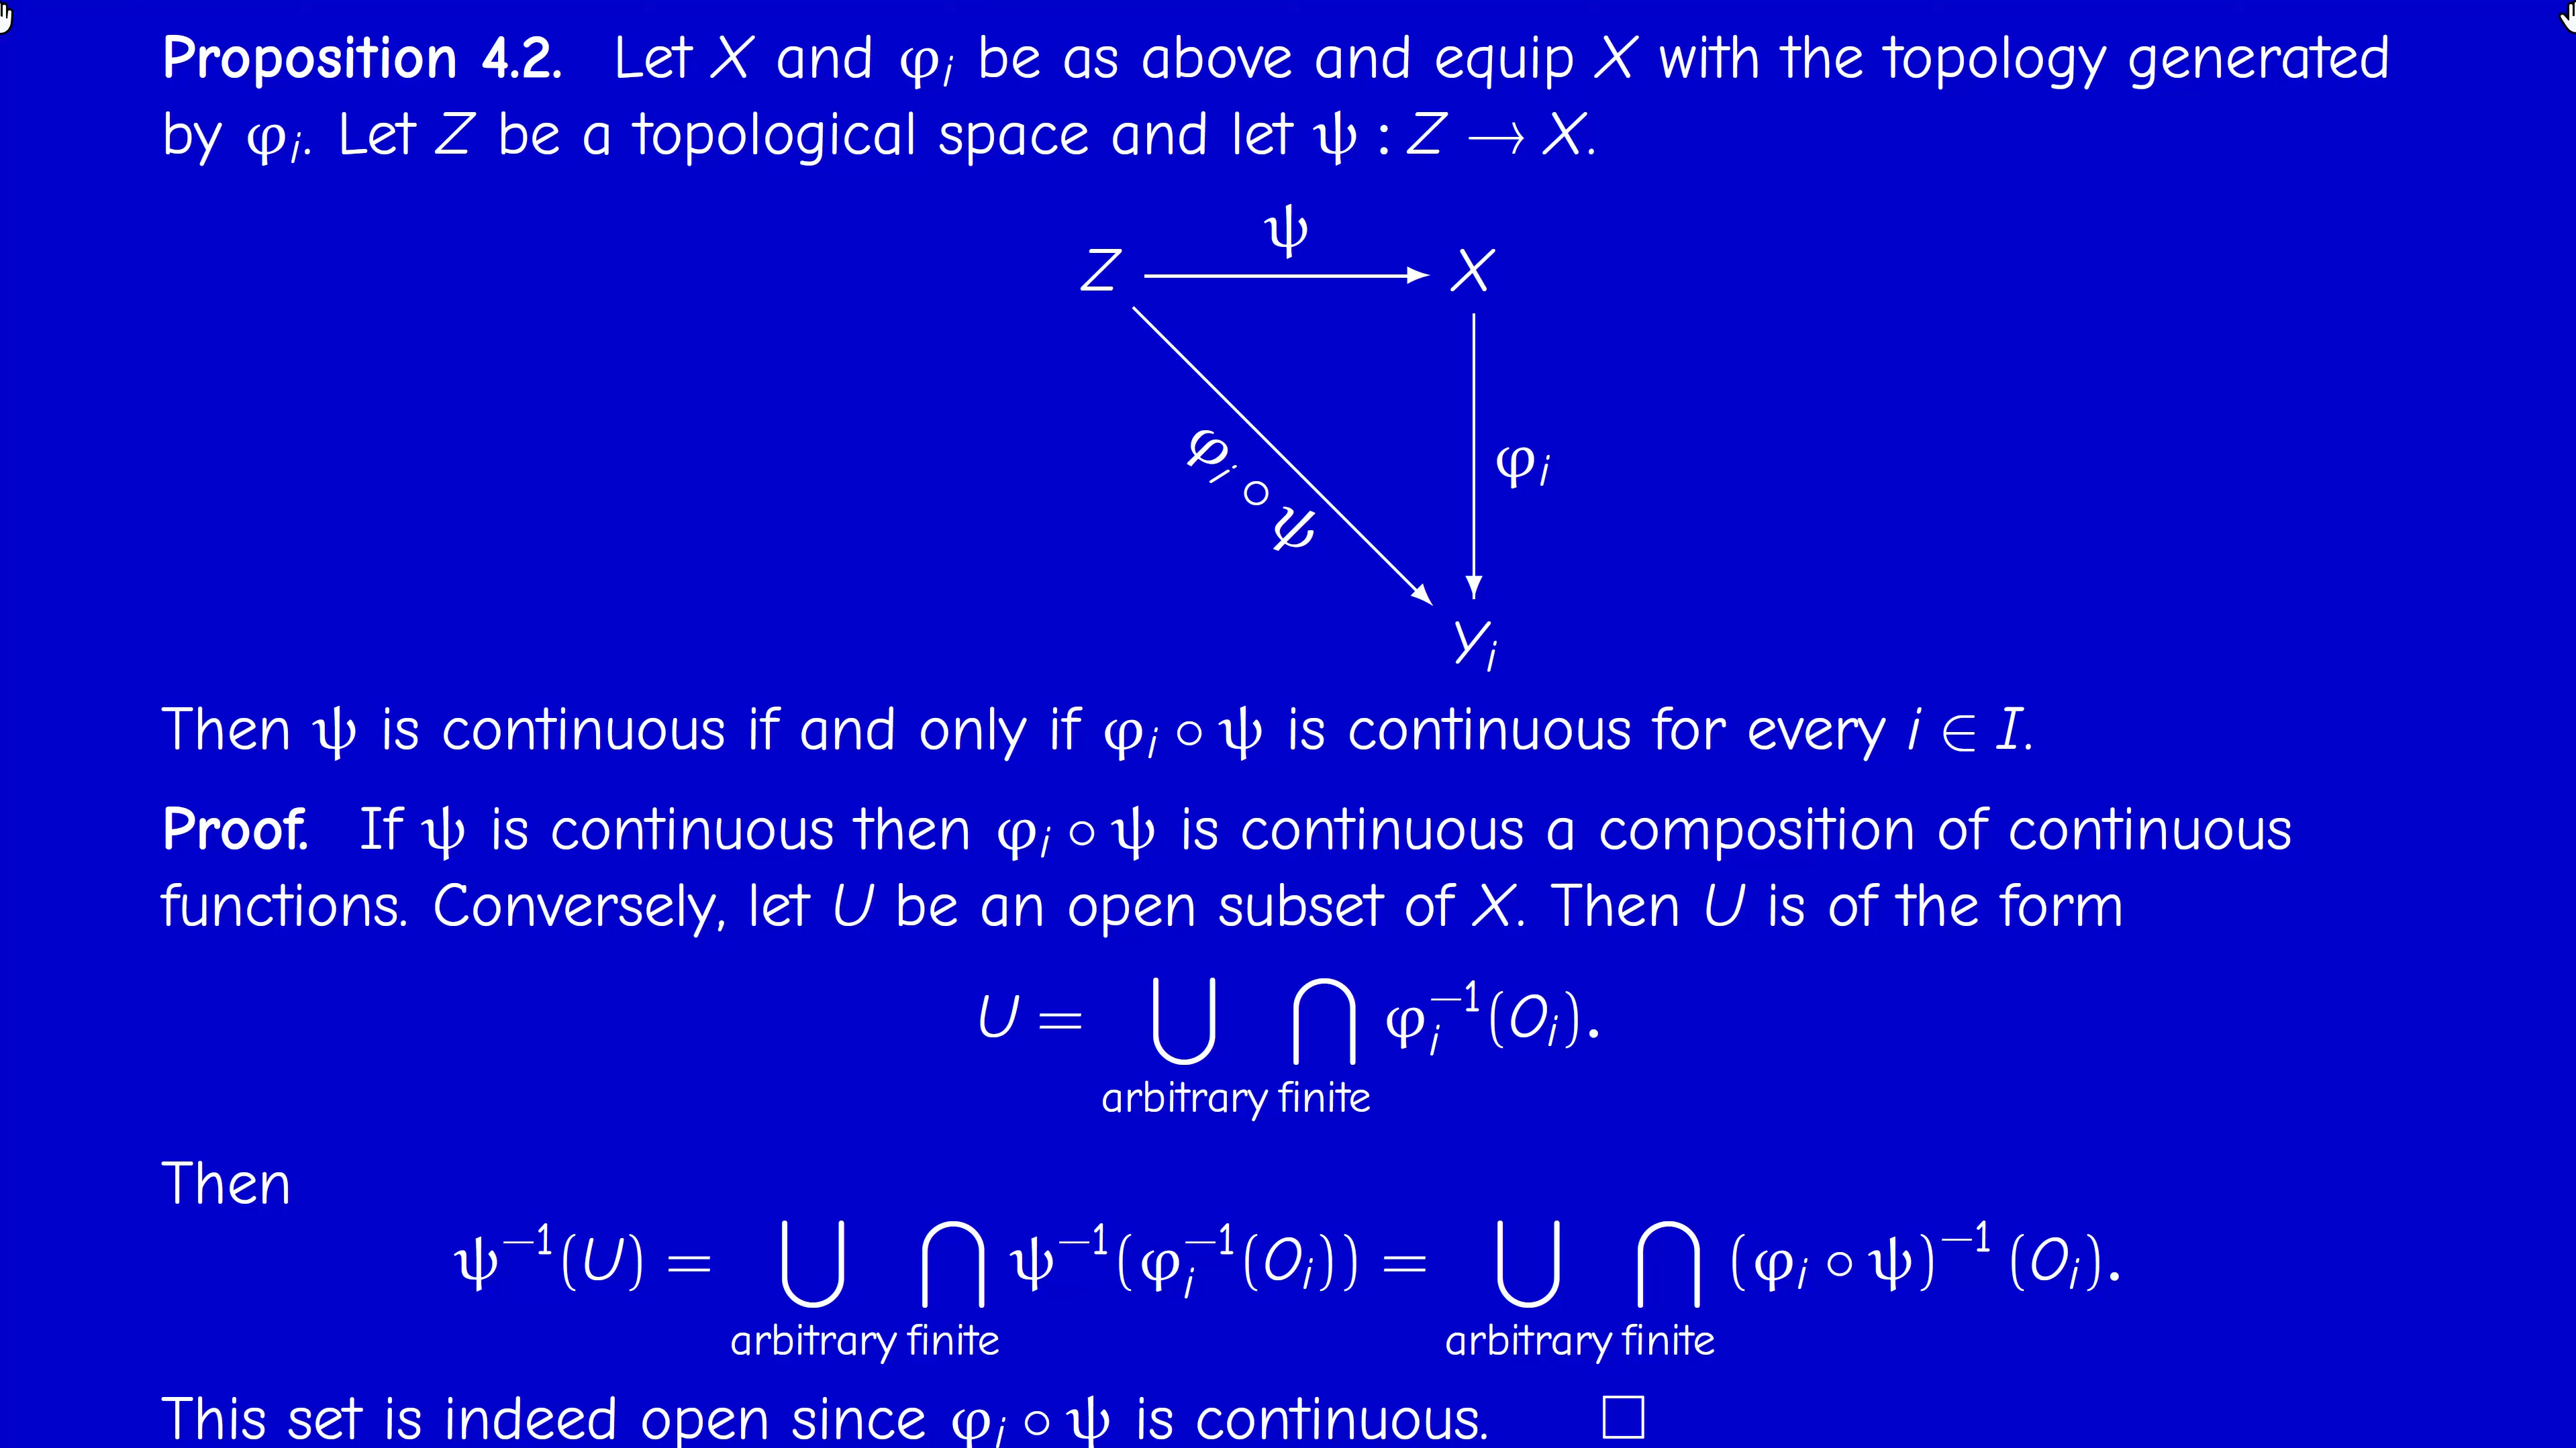 Proposition 4.2. Let X and φᵢ be as above and equip X with the topology generated
by φᵢ. Let Z be a topological space and let ψ : Z → X.
ψ
Z X
φᵢ
φᵢ ∘ ψ
Yᵢ
Then ψ is continuous if and only if φᵢ ∘ ψ is continuous for every i ∈ I.
Proof. If ψ is continuous then φᵢ ∘ ψ is continuous a composition of continuous
functions. Conversely, let U be an open subset of X. Then U is of the form
U = ⋃ ⋂ φᵢ⁻¹(Oᵢ).
arbitrary finite
Then
ψ⁻¹(U) = ⋃ ⋂ ψ⁻¹(φᵢ⁻¹(Oᵢ)) = ⋃ ⋂ (φᵢ ∘ ψ)⁻¹ (Oᵢ).
arbitrary finite arbitrary finite
This set is indeed open since φᵢ ∘ ψ is continuous. □